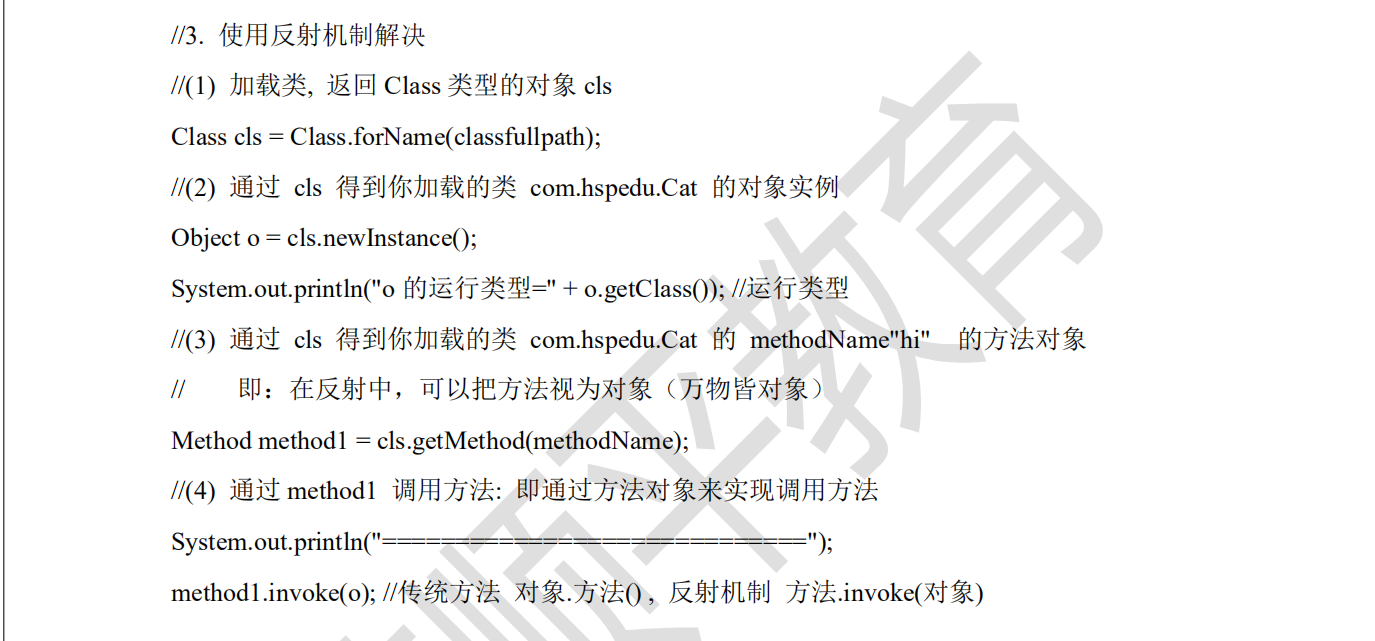 //3. 使用反射机制解决
//(1) 加载类, 返回 Class 类型的对象 cls
Class cls = Class.forName(classfullpath);
//(2) 通过 cls 得到你加载的类 com.hspedu.Cat 的对象实例
Object o = cls.newInstance();
System.out.println("o 的运行类型=" + o.getClass()); //运行类型
//(3) 通过 cls 得到你加载的类 com.hspedu.Cat 的 methodName"hi" 的方法对象
// 即：在反射中，可以把方法视为对象（万物皆对象）
Method method1 = cls.getMethod(methodName);
//(4) 通过 method1 调用方法: 即通过方法对象来实现调用方法
System.out.println("=============================");
method1.invoke(o); //传统方法 对象.方法() , 反射机制 方法.invoke(对象)
顺平教育